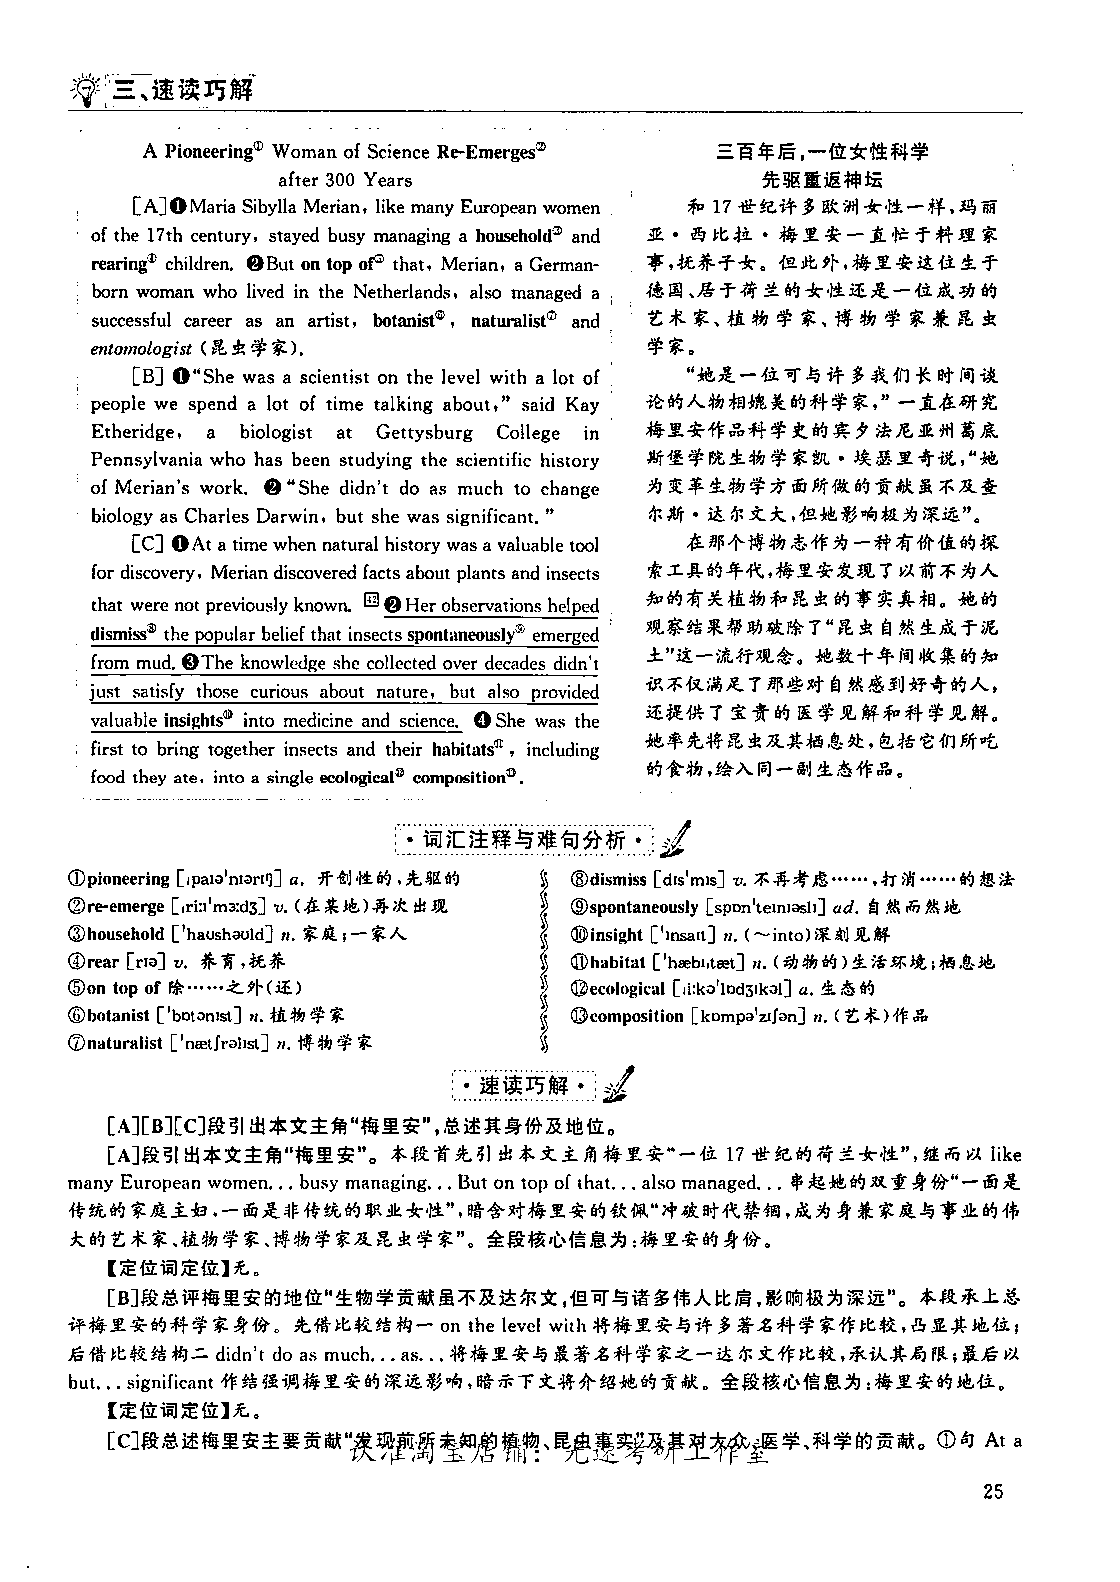 三、速读巧解
A Pioneering① Woman of Science Re-Emerges②
after 300 Years
[A]❶Maria Sibylla Merian, like many European women
of the 17th century, stayed busy managing a household③ and
rearing④ children. ❷But on top of⑤ that, Merian, a German-
born woman who lived in the Netherlands, also managed a
successful career as an artist, botanist⑥, naturalist⑦ and
entomologist (昆虫学家).
[B] ❶“She was a scientist on the level with a lot of
people we spend a lot of time talking about,” said Kay
Etheridge, a biologist at Gettysburg College in
Pennsylvania who has been studying the scientific history
of Merian's work. ❷“She didn't do as much to change
biology as Charles Darwin, but she was significant.”
[C] ❶At a time when natural history was a valuable tool
for discovery, Merian discovered facts about plants and insects
that were not previously known. 42 ❷Her observations helped
dismiss⑧ the popular belief that insects spontaneously⑨ emerged
from mud. ❸The knowledge she collected over decades didn't
just satisfy those curious about nature, but also provided
valuable insights⑩ into medicine and science. ❹She was the
first to bring together insects and their habitats⑪, including
food they ate, into a single ecological⑫ composition⑬.
三百年后,一位女性科学
先驱重返神坛
和 17 世纪许多欧洲女性一样,玛丽
亚·西比拉·梅里安一直忙于料理家
事,抚养子女。但此外,梅里安这位生于
德国、居于荷兰的女性还是一位成功的
艺术家、植物学家、博物学家兼昆虫
学家。
“她是一位可与许多我们长时间谈
论的人物相媲美的科学家,”一直在研究
梅里安作品科学史的宾夕法尼亚州葛底
斯堡学院生物学家凯·埃瑟里奇说,“她
为变革生物学方面所做的贡献虽不及查
尔斯·达尔文大,但她影响极为深远”。
在那个博物志作为一种有价值的探
索工具的年代,梅里安发现了以前不为人
知的有关植物和昆虫的事实真相。她的
观察结果帮助破除了“昆虫自然生成于泥
土”这一流行观念。她数十年间收集的知
识不仅满足了那些对自然感到好奇的人,
还提供了宝贵的医学见解和科学见解。
她率先将昆虫及其栖息处,包括它们所吃
的食物,绘入同一副生态作品。
·词汇注释与难句分析·
①pioneering [ˌpaɪə'nɪərɪŋ] a. 开创性的,先驱的
②re-emerge [ˌriːɪ'mɜːdʒ] v. (在某地)再次出现
③household ['haʊshəʊld] n. 家庭;一家人
④rear [rɪə] v. 养育,抚养
⑤on top of 除……之外(还)
⑥botanist ['bɒtənɪst] n. 植物学家
⑦naturalist ['nætʃrəlɪst] n. 博物学家
⑧dismiss [dɪs'mɪs] v. 不再考虑……,打消……的想法
⑨spontaneously [spɒn'teɪnɪəslɪ] ad. 自然而然地
⑩insight ['ɪnsaɪt] n. (~into)深刻见解
⑪habitat ['hæbɪtæt] n. (动物的)生活环境;栖息地
⑫ecological [ˌiːkə'lɒdʒɪkəl] a. 生态的
⑬composition [kɒmpə'zɪʃən] n. (艺术)作品
·速读巧解·
[A][B][C]段引出本文主角“梅里安”,总述其身份及地位。
[A]段引出本文主角“梅里安”。本段首先引出本文主角梅里安“一位 17 世纪的荷兰女性”,继而以 like
many European women... busy managing... But on top of that... also managed... 串起她的双重身份“一面是
传统的家庭主妇,一面是非传统的职业女性”,暗含对梅里安的钦佩“冲破时代禁锢,成为身兼家庭与事业的伟
大的艺术家、植物学家、博物学家及昆虫学家”。全段核心信息为:梅里安的身份。
【定位词定位】无。
[B]段总评梅里安的地位“生物学贡献虽不及达尔文,但可与诸多伟人比肩,影响极为深远”。本段承上总
评梅里安的科学家身份。先借比较结构一 on the level with 将梅里安与许多著名科学家作比较,凸显其地位;
后借比较结构二 didn't do as much... as... 将梅里安与最著名科学家之一达尔文作比较,承认其局限;最后以
but... significant 作结强调梅里安的深远影响,暗示下文将介绍她的贡献。全段核心信息为:梅里安的地位。
【定位词定位】无。
[C]段总述梅里安主要贡献“发现前所未知的植物、昆虫事实”及其对大众、医学、科学的贡献。①句 At a
认准淘宝店铺:光速考研工作室
25